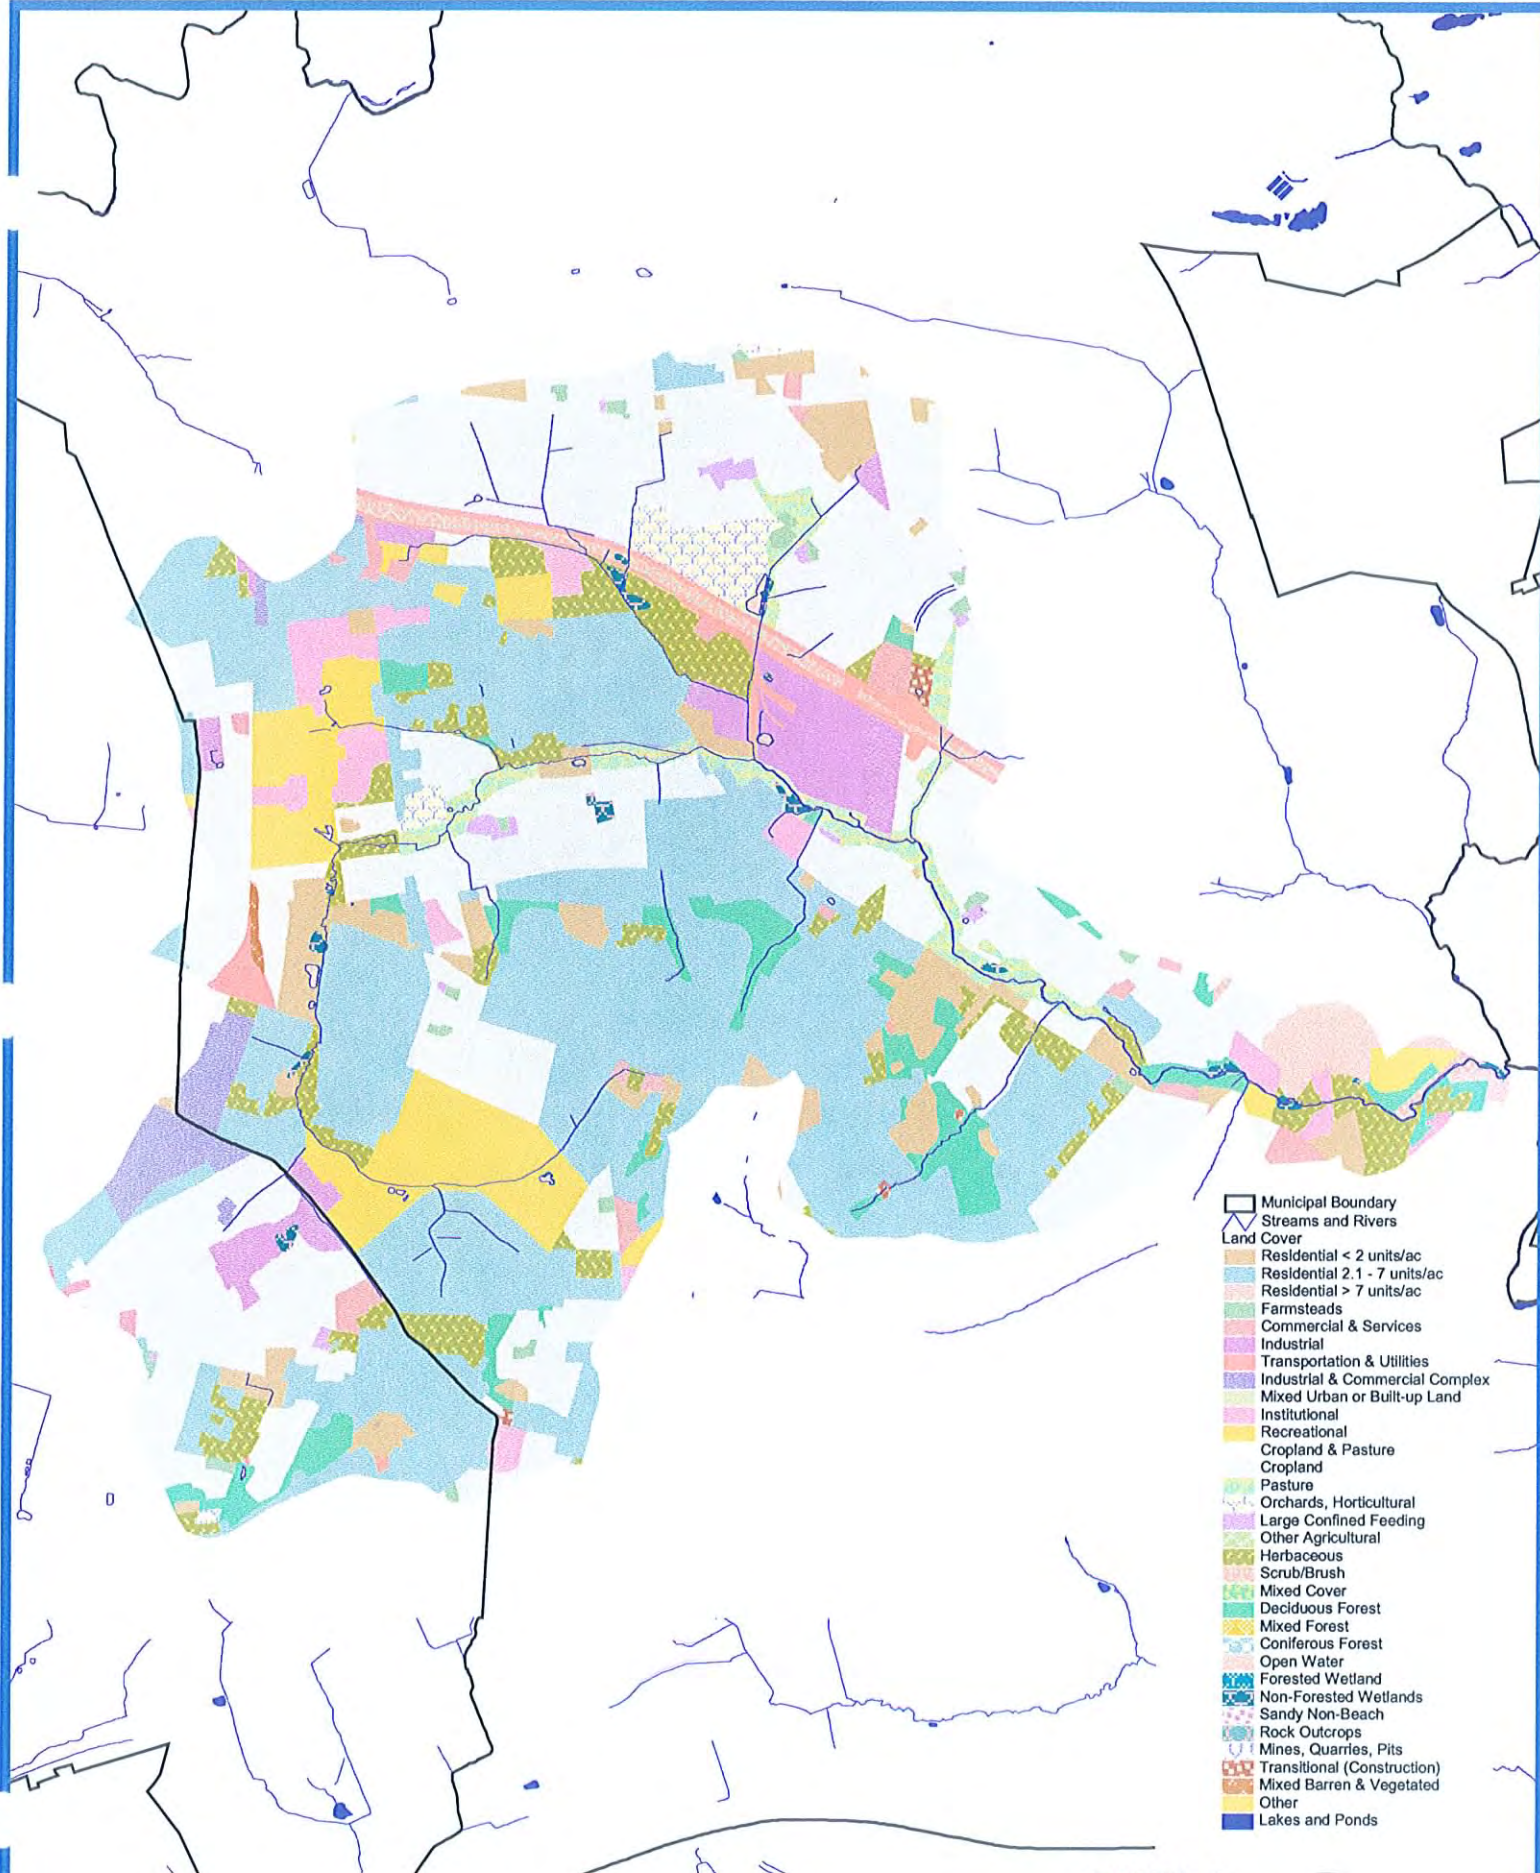 Municipal Boundary
Streams and Rivers
Land Cover
Residential < 2 units/ac
Residential 2.1 - 7 units/ac
Residential > 7 units/ac
Farmsteads
Commercial & Services
Industrial
Transportation & Utilities
Industrial & Commercial Complex
Mixed Urban or Built-up Land
Institutional
Recreational
Cropland & Pasture
Cropland
Pasture
Orchards, Horticultural
Large Confined Feeding
Other Agricultural
Herbaceous
Scrub/Brush
Mixed Cover
Deciduous Forest
Mixed Forest
Coniferous Forest
Open Water
Forested Wetland
Non-Forested Wetlands
Sandy Non-Beach
Rock Outcrops
Mines, Quarries, Pits
Transitional (Construction)
Mixed Barren & Vegetated
Other
Lakes and Ponds